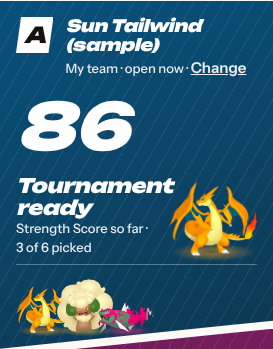 A
Sun Tailwind
(sample)
My team · open now · Change
86
Tournament
ready
Strength Score so far ·
3 of 6 picked